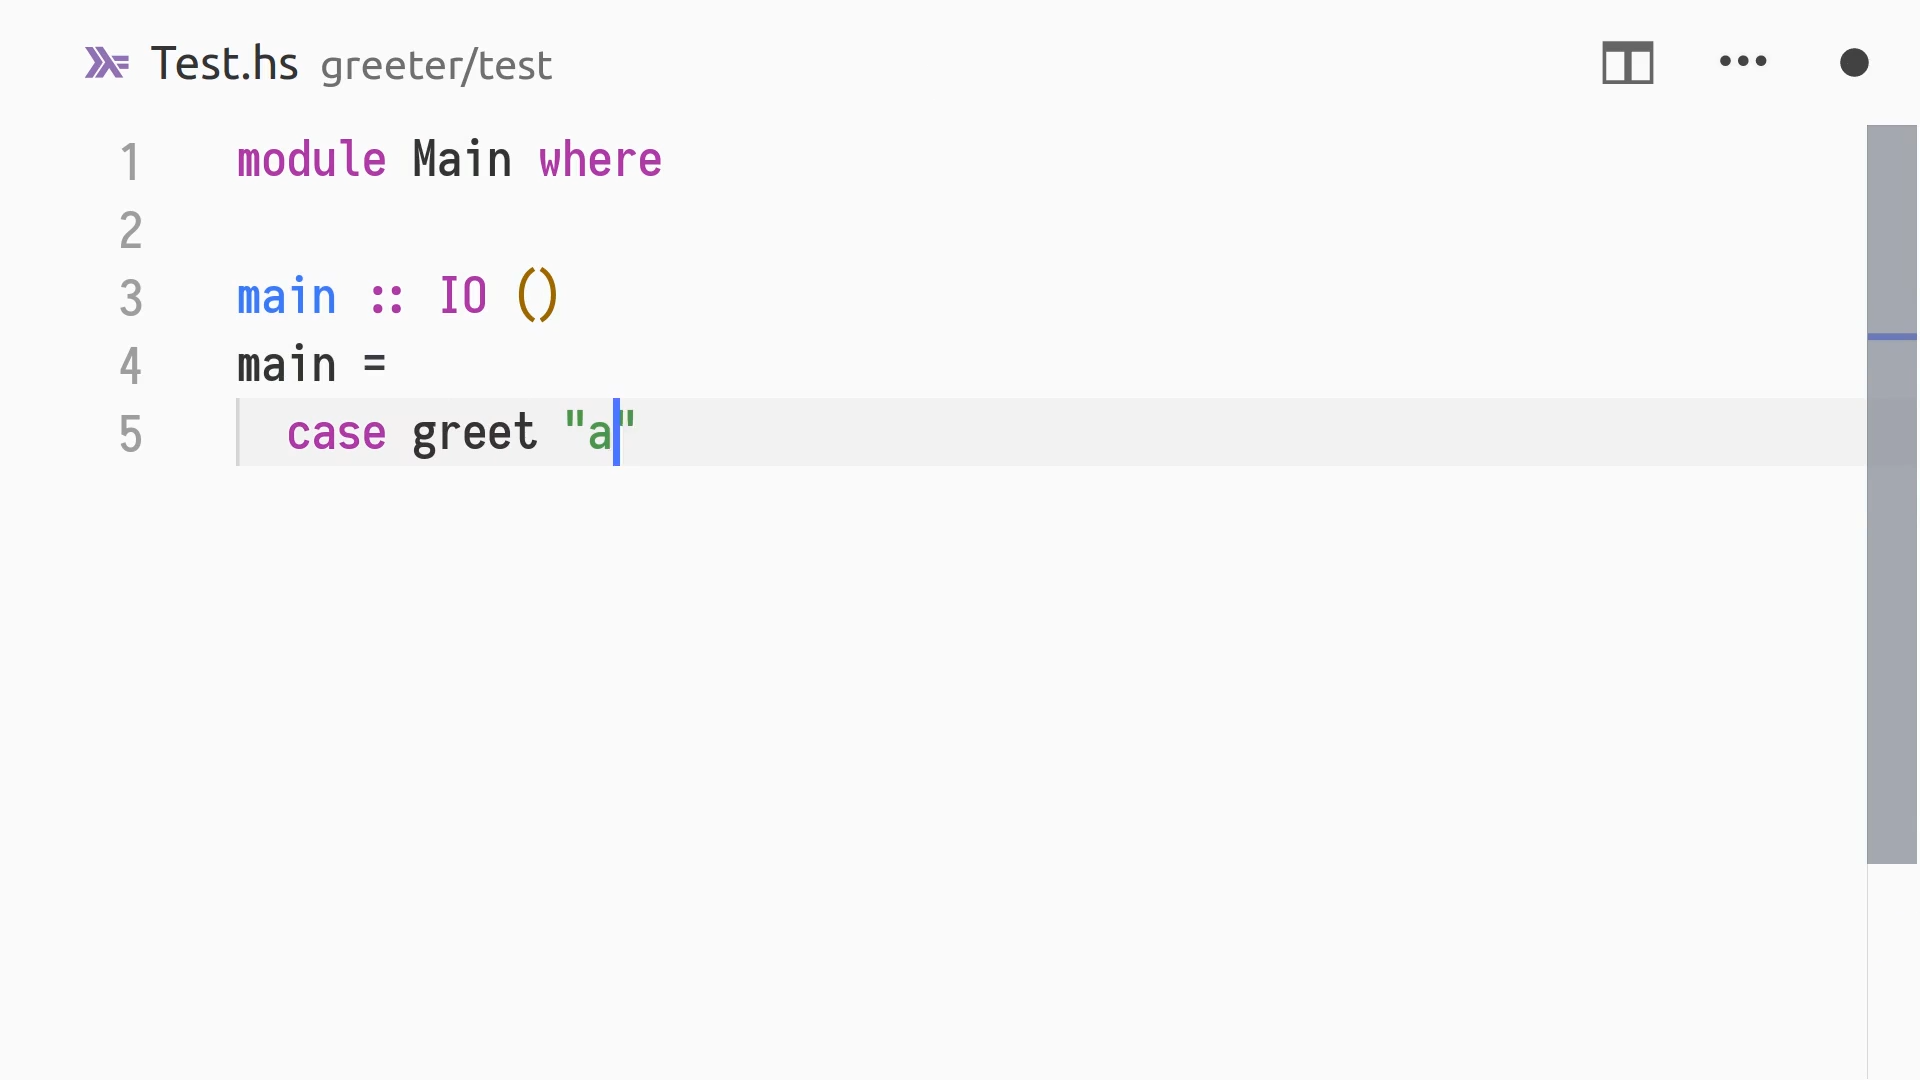 Test.hs greeter/test
1 module Main where
2
3 main :: IO ()
4 main =
5 case greet "a"